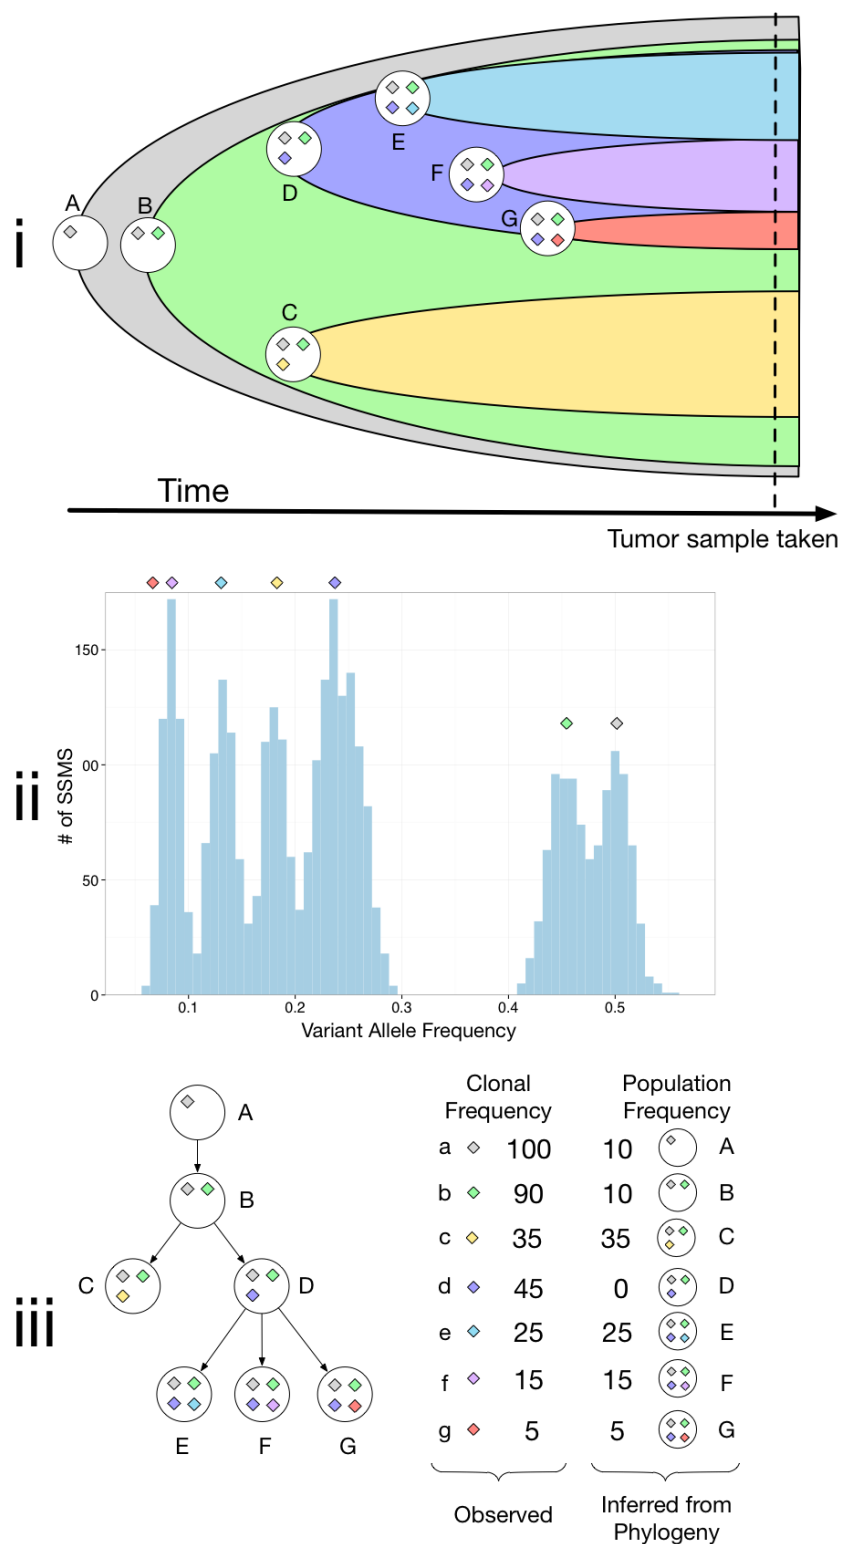 i
A
B
C
D
E
F
G
Time
Tumor sample taken
ii
# of SSMS
150
00
50
0
0.1 0.2 0.3 0.4 0.5
Variant Allele Frequency
iii
A
B
C D
E F G
Clonal Population
Frequency Frequency
a 100 10 A
b 90 10 B
c 35 35 C
d 45 0 D
e 25 25 E
f 15 15 F
g 5 5 G
Observed
Inferred from
Phylogeny